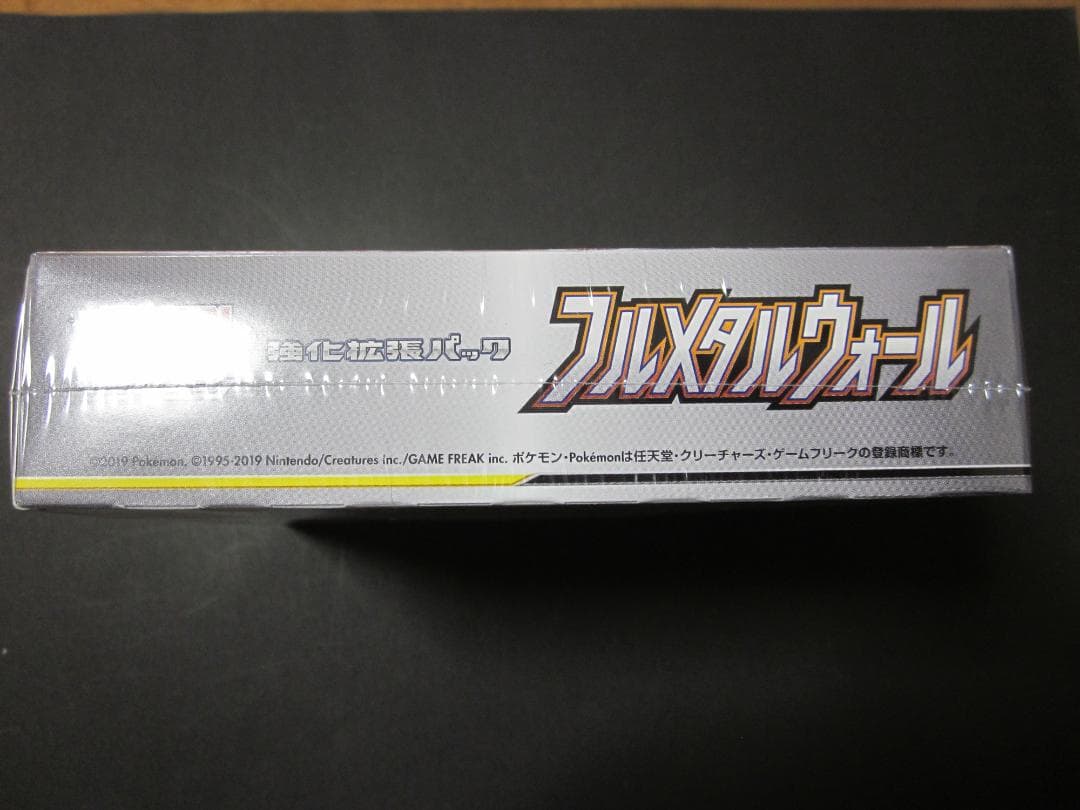 強化拡張パック
フルメタルウォール
©2019 Pokémon. ©1995-2019 Nintendo/Creatures inc./GAME FREAK inc. ポケモン・Pokémonは任天堂・クリーチャーズ・ゲームフリークの登録商標です。